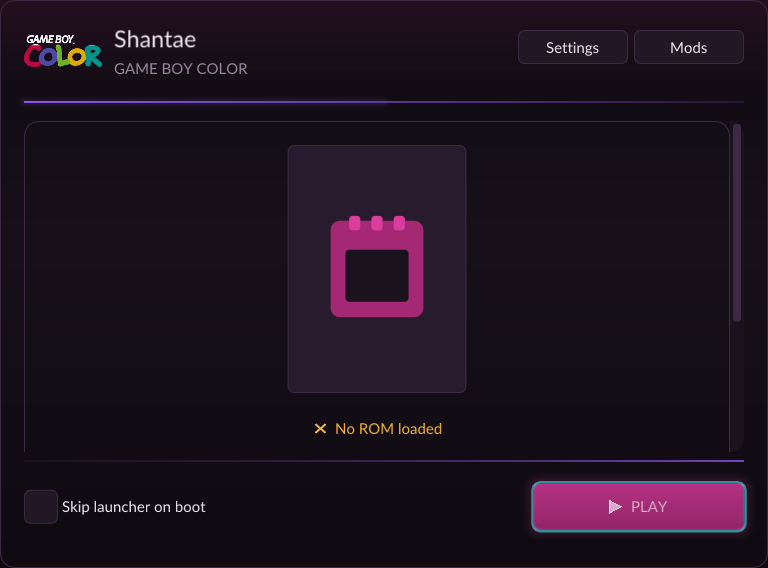 GAME BOY
COLOR
Shantae
GAME BOY COLOR
Settings
Mods
No ROM loaded
Skip launcher on boot
PLAY